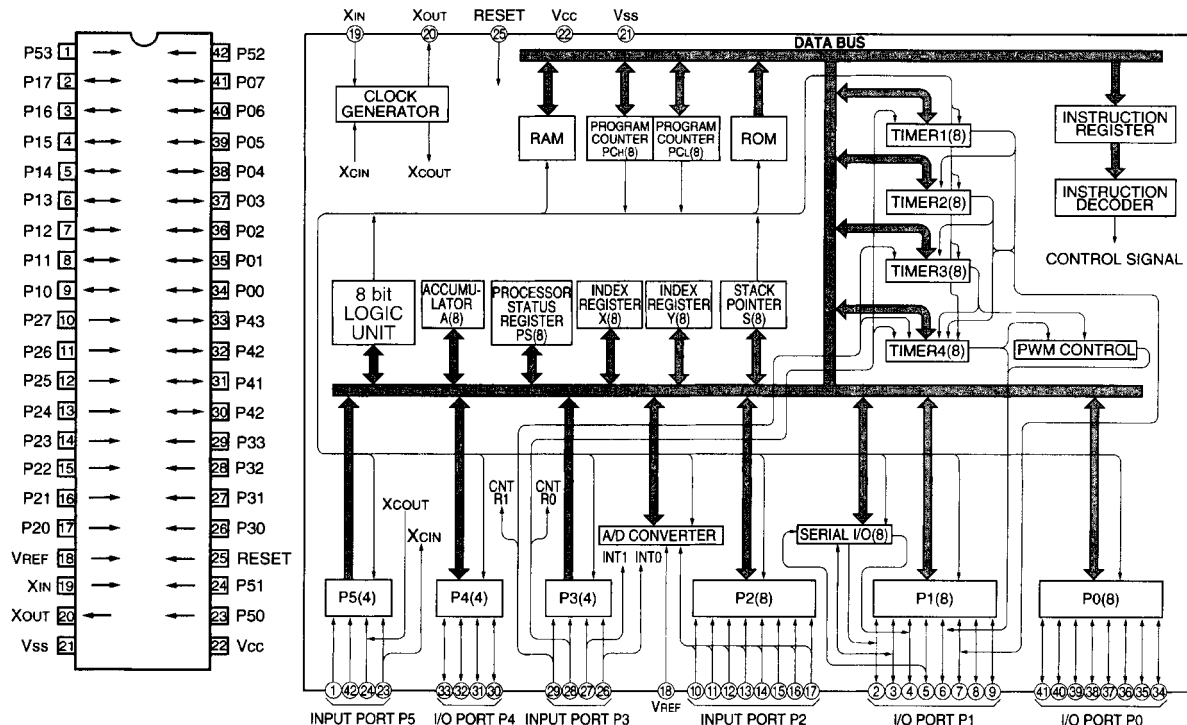 P53 1
P17 2
P16 3
P15 4
P14 5
P13 6
P12 7
P11 8
P10 9
P27 10
P26 11
P25 12
P24 13
P23 14
P22 15
P21 16
P20 17
VREF 18
XIN 19
XOUT 20
Vss 21
42 P52
41 P07
40 P06
39 P05
38 P04
37 P03
36 P02
35 P01
34 P00
33 P43
32 P42
31 P41
30 P42
29 P33
28 P32
27 P31
26 P30
25 RESET
24 P51
23 P50
22 Vcc
XIN XOUT RESET Vcc Vss
19 20 25 22 21
DATA BUS
CLOCK
GENERATOR
XCIN XCOUT
RAM
PROGRAM
COUNTER
PCH(8)
PROGRAM
COUNTER
PCL(8)
ROM
TIMER1(8)
TIMER2(8)
TIMER3(8)
TIMER4(8)
INSTRUCTION
REGISTER
INSTRUCTION
DECODER
CONTROL SIGNAL
PWM CONTROL
8 bit
LOGIC
UNIT
ACCUMU-
LATOR
A(8)
PROCESSOR
STATUS
REGISTER
PS(8)
INDEX
REGISTER
X(8)
INDEX
REGISTER
Y(8)
STACK
POINTER
S(8)
XCOUT
XCIN
CNT
R1
CNT
R0
A/D CONVERTER
INT1 INT0
SERIAL I/O(8)
P5(4) P4(4) P3(4) P2(8) P1(8) P0(8)
1 42 24 23
33 32 31 30
29 28 27 26
18
10 11 12 13 14 15 16 17
2 3 4 5 6 7 8 9
41 40 39 38 37 36 35 34
VREF
INPUT PORT P5 I/O PORT P4 INPUT PORT P3 INPUT PORT P2 I/O PORT P1 I/O PORT P0